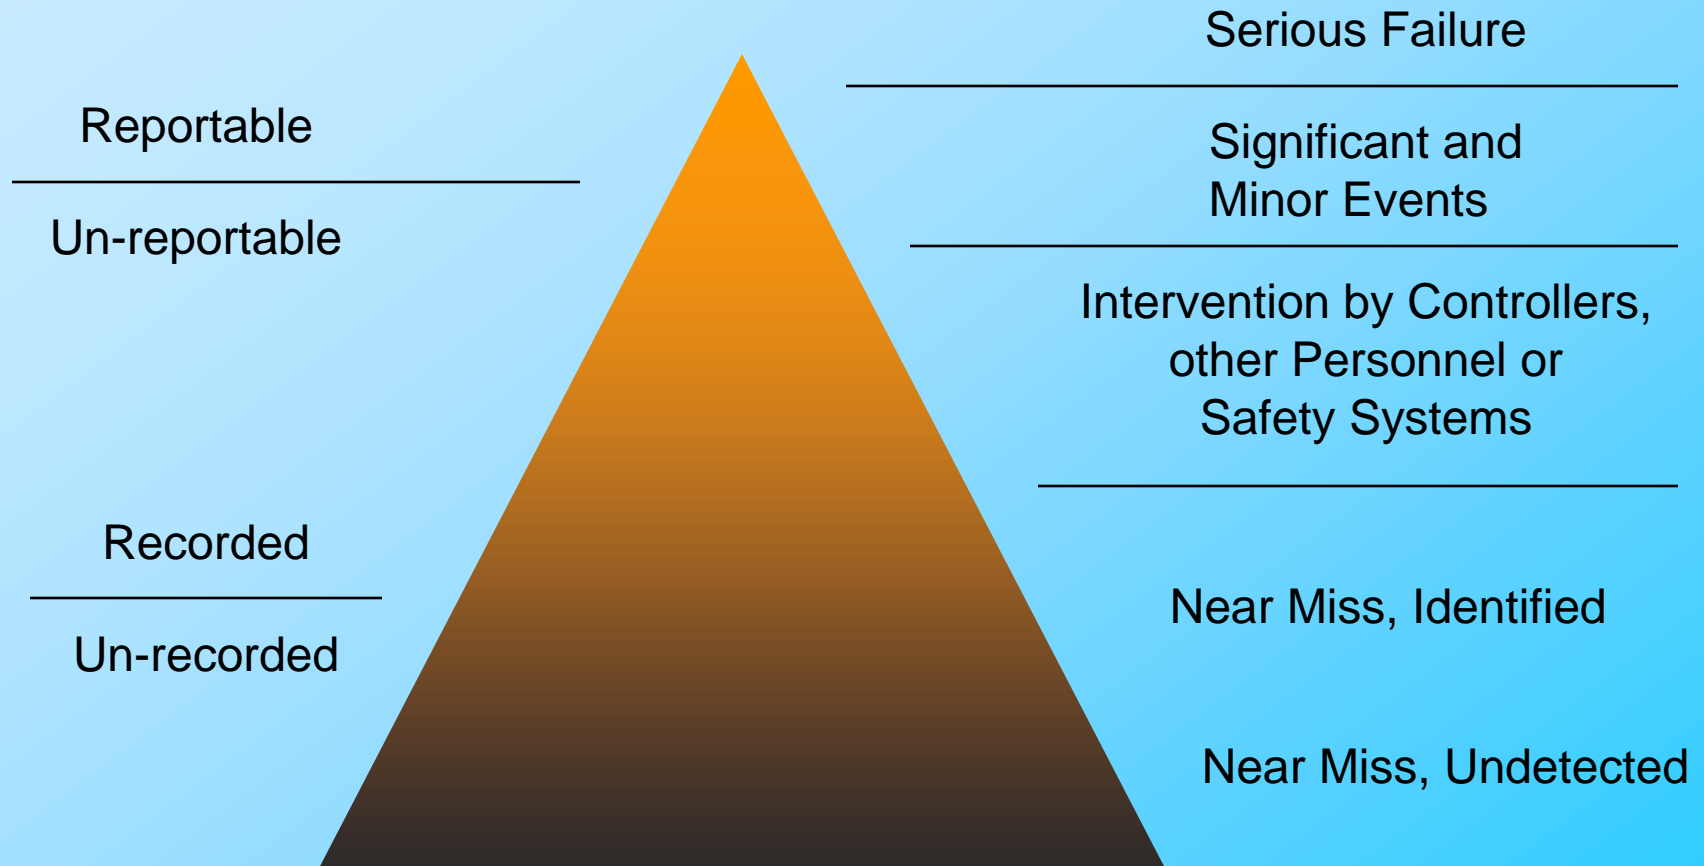 Serious Failure
Reportable
Significant and
Minor Events
Un-reportable
Intervention by Controllers,
other Personnel or
Safety Systems
Recorded
Near Miss, Identified
Un-recorded
Near Miss, Undetected